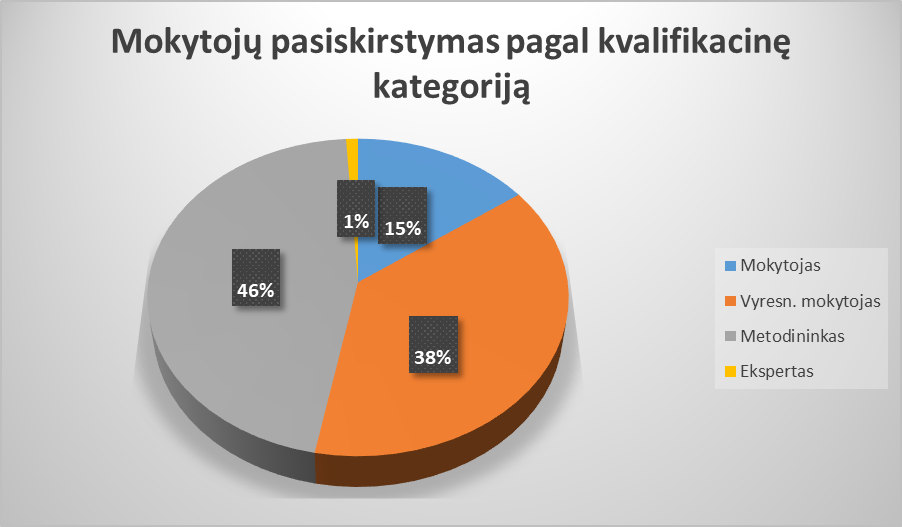 Mokytojų pasiskirstymas pagal kvalifikacinę
kategoriją
1%
15%
46%
38%
Mokytojas
Vyresn. mokytojas
Metodininkas
Ekspertas